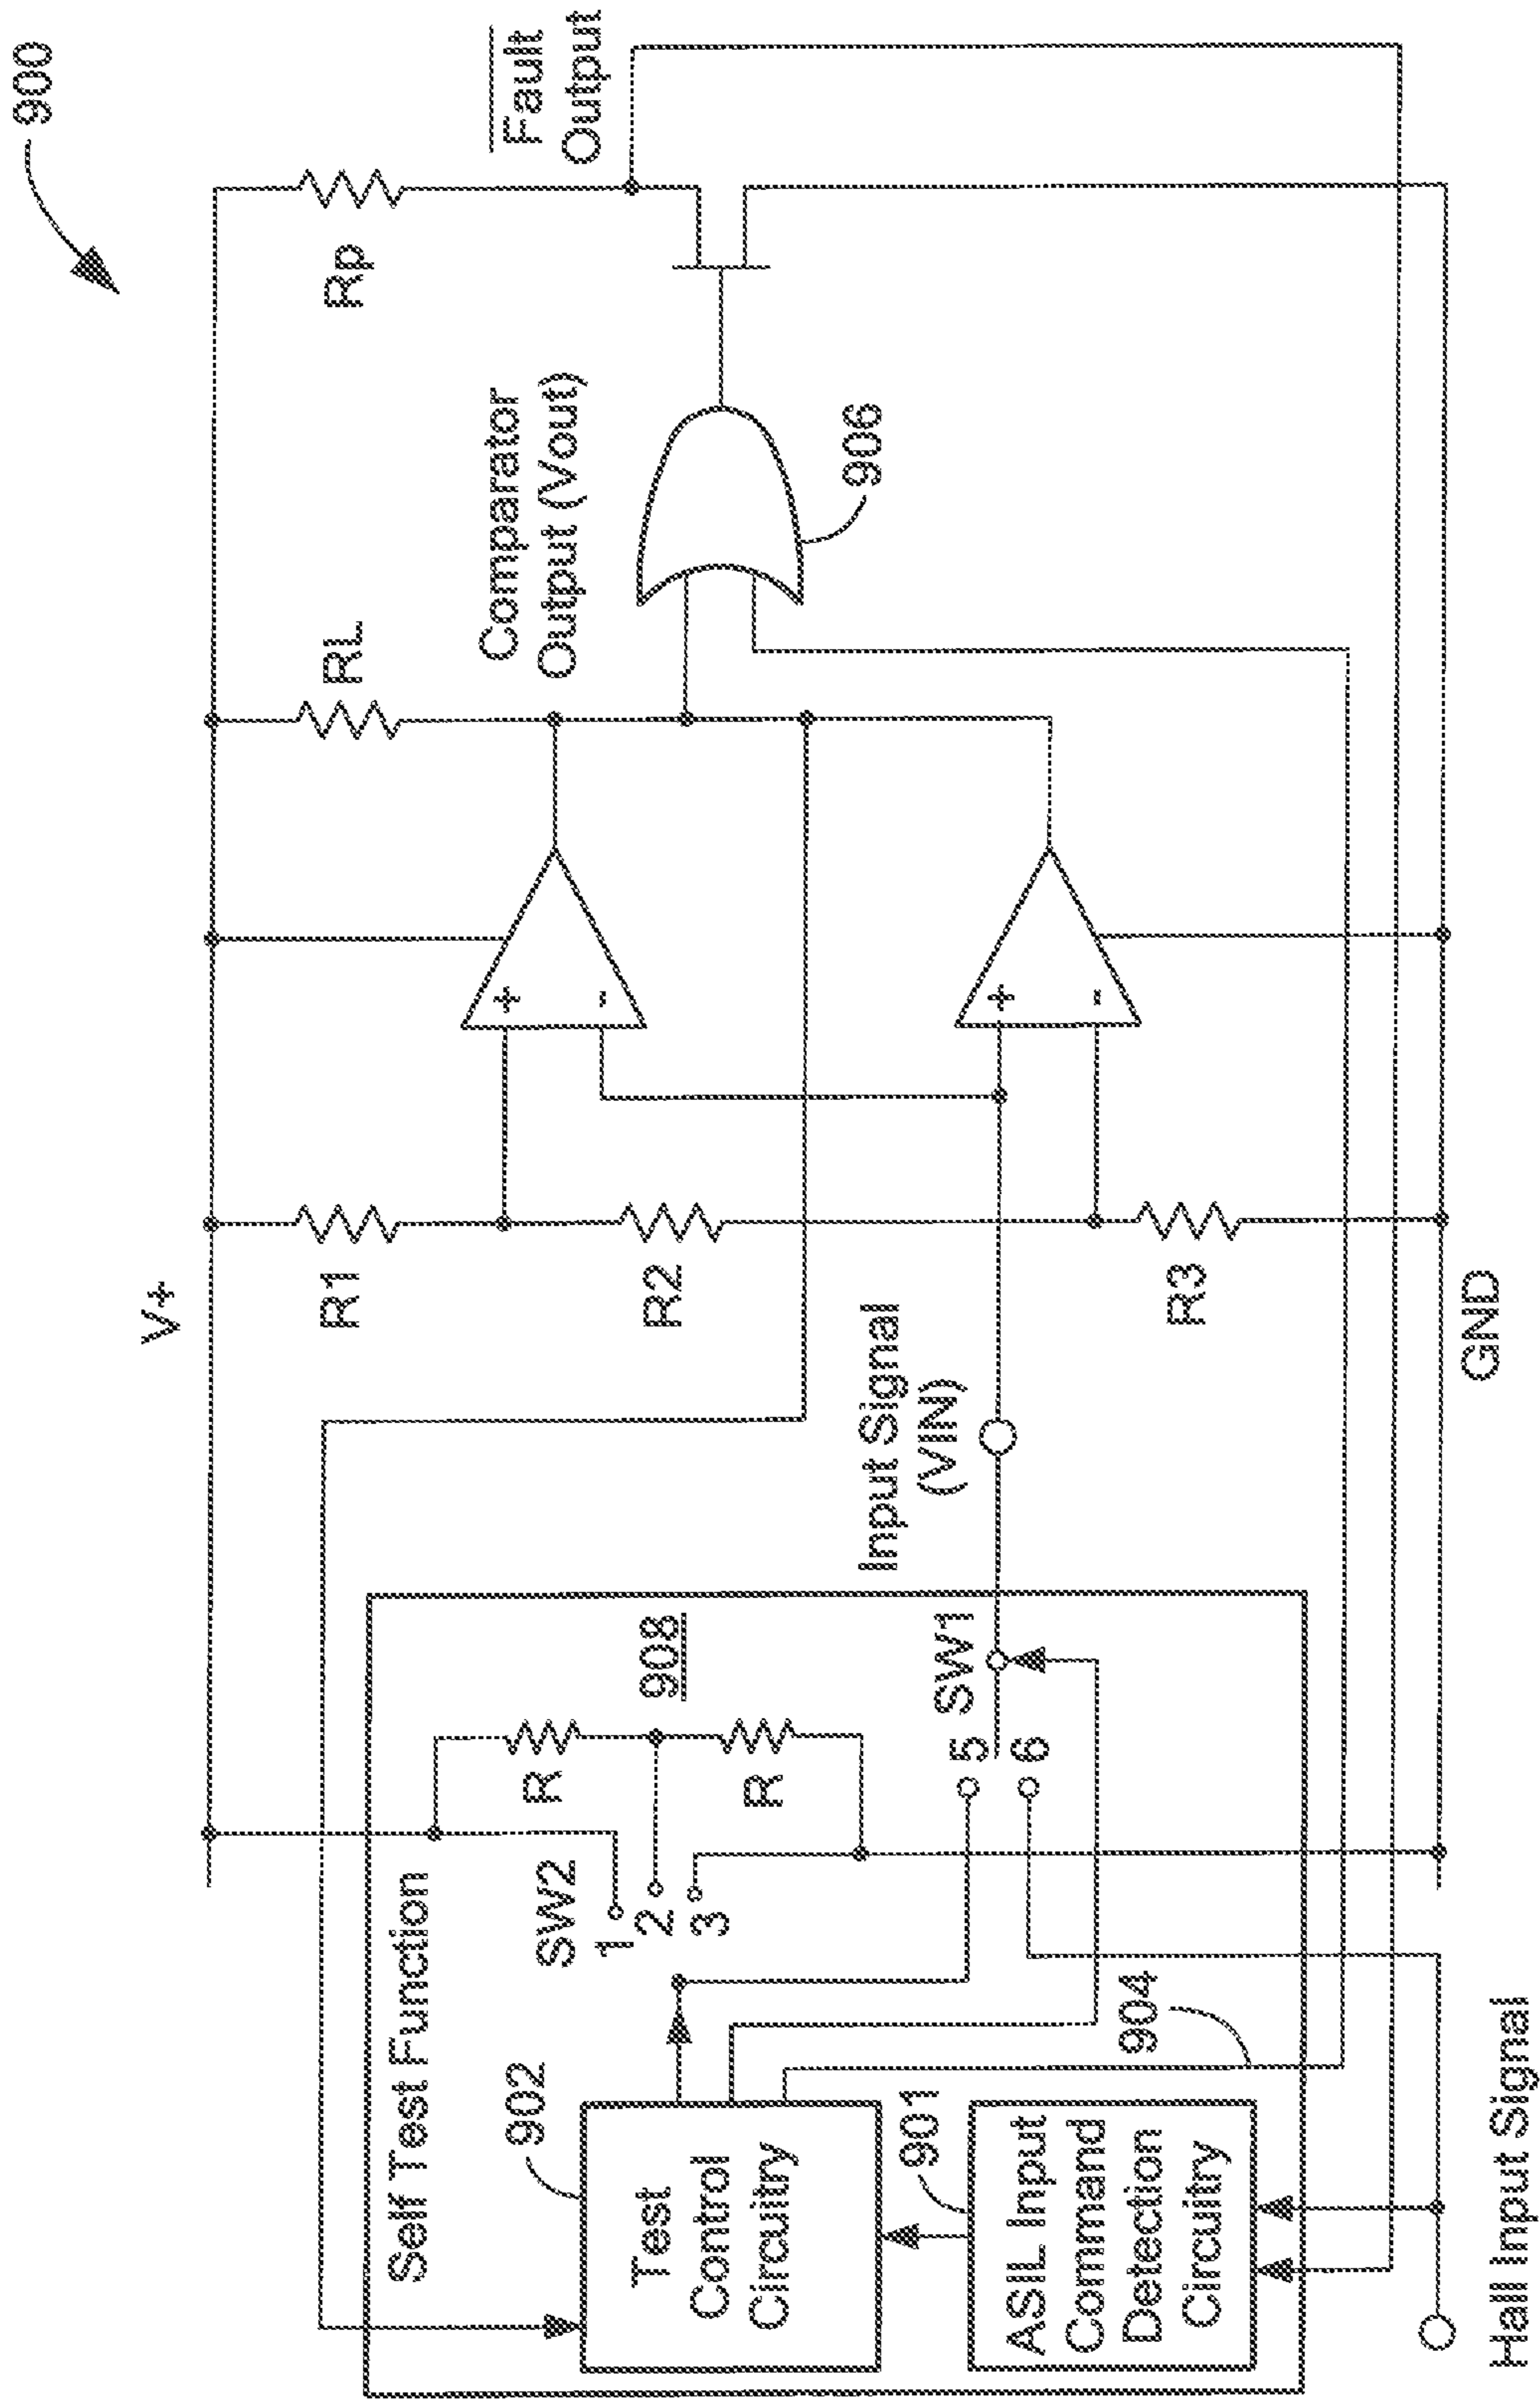 900
V+
Rp
Fault
Output
RL
Comparator
Output (Vout)
906
R1
R2
R3
+
-
+
-
Input Signal
(VIN)
GND
Self Test Function
908
R
R
SW2
1
2
3
SW1
5
6
902
Test
Control
Circuitry
901
904
ASIL Input
Command
Detection
Circuitry
Hall Input Signal